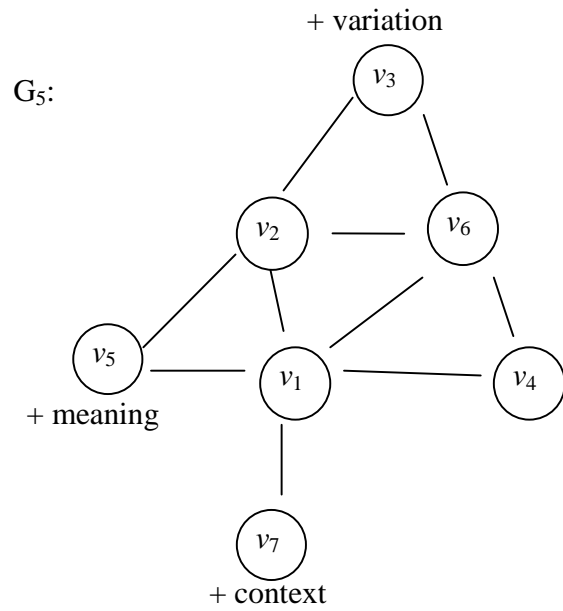 + variation
G₅:
v₃
v₂
v₆
v₅
v₁
v₄
+ meaning
v₇
+ context